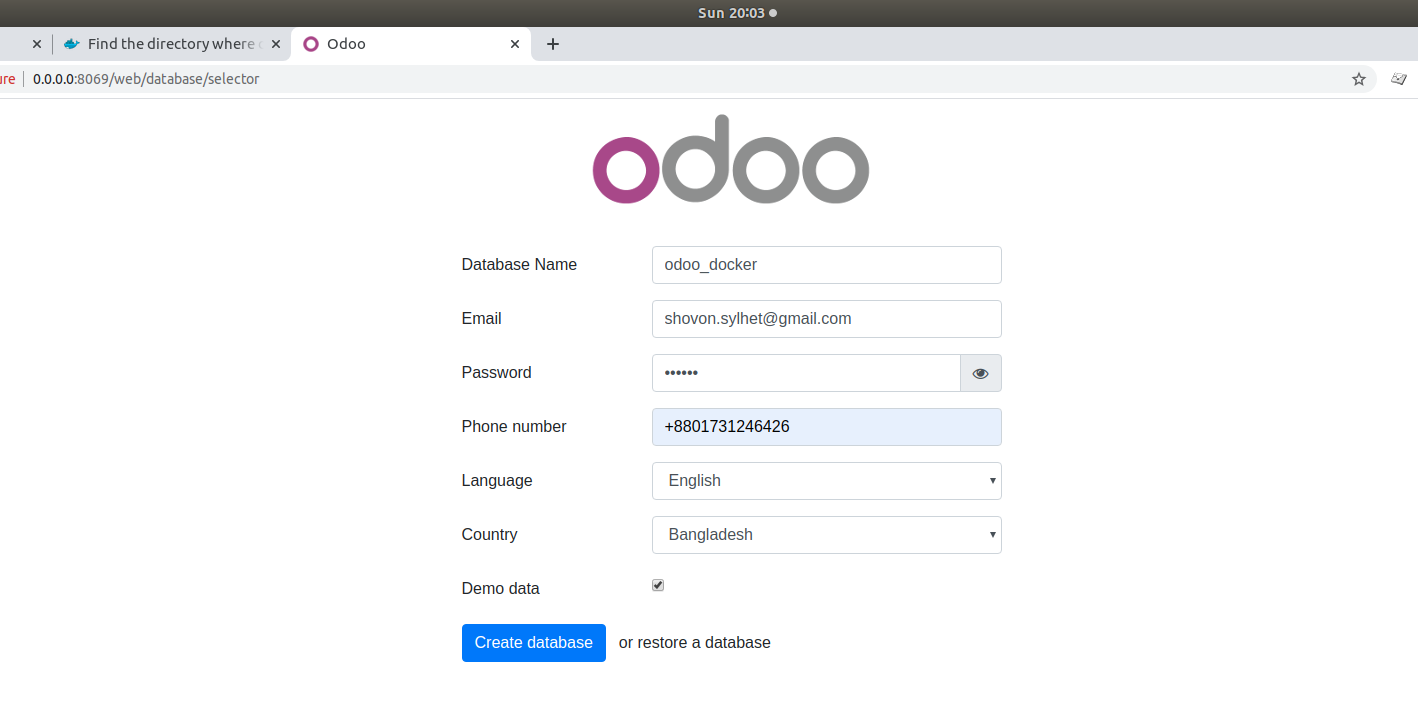 Sun 20:03
Find the directory where
Odoo
0.0.0.0:8069/web/database/selector
odoo
Database Name odoo_docker
Email shovon.sylhet@gmail.com
Password ••••••
Phone number +8801731246426
Language English
Country Bangladesh
Demo data
Create database or restore a database